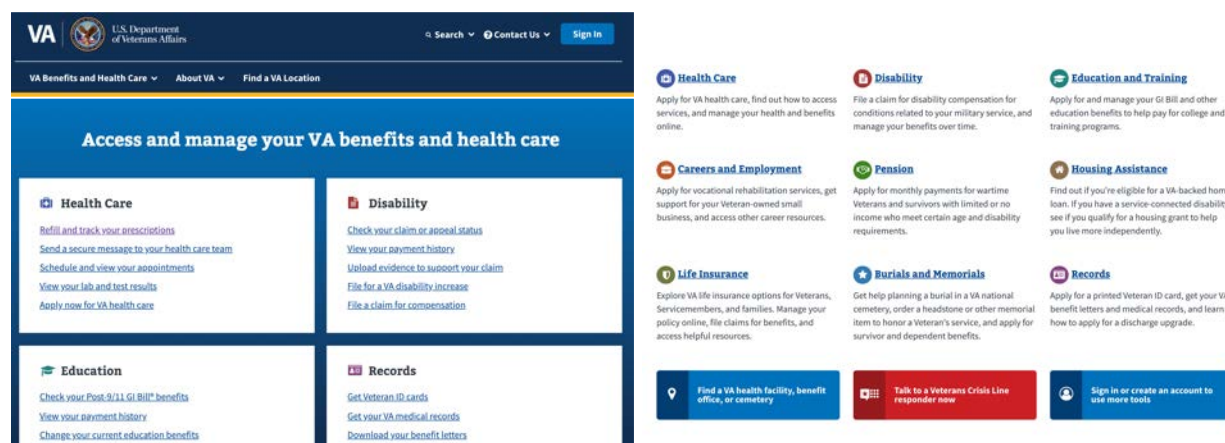 VA
U.S. Department
of Veterans Affairs
Search
Contact Us
Sign In
VA Benefits and Health Care
About VA
Find a VA Location
Access and manage your VA benefits and health care
Health Care
Refill and track your prescriptions
Send a secure message to your health care team
Schedule and view your appointments
View your lab and test results
Apply now for VA health care
Disability
Check your claim or appeal status
View your payment history
Upload evidence to support your claim
File for a VA disability increase
File a claim for compensation
Education
Check your Post-9/11 GI Bill® benefits
View your payment history
Change your current education benefits
Records
Get Veteran ID cards
Get your VA medical records
Download your benefit letters
Health Care
Apply for VA health care, find out how to access
services, and manage your health and benefits
online.
Disability
File a claim for disability compensation for
conditions related to your military service, and
manage your benefits over time.
Education and Training
Apply for and manage your GI Bill and other
education benefits to help pay for college and
training programs.
Careers and Employment
Apply for vocational rehabilitation services, get
support for your Veteran-owned small
business, and access other career resources.
Pension
Apply for monthly payments for wartime
Veterans and survivors with limited or no
income who meet certain age and disability
requirements.
Housing Assistance
Find out if you're eligible for a VA-backed hom
loan. If you have a service-connected disability
see if you qualify for a housing grant to help
you live more independently.
Life Insurance
Explore VA life insurance options for Veterans,
Servicemembers, and families. Manage your
policy online, file claims for benefits, and
access helpful resources.
Burials and Memorials
Get help planning a burial in a VA national
cemetery, order a headstone or other memorial
item to honor a Veteran's service, and apply for
survivor and dependent benefits.
Records
Apply for a printed Veteran ID card, get your VA
benefit letters and medical records, and learn
how to apply for a discharge upgrade.
Find a VA health facility, benefit
office, or cemetery
Talk to a Veterans Crisis Line
responder now
Sign in or create an account to
use more tools